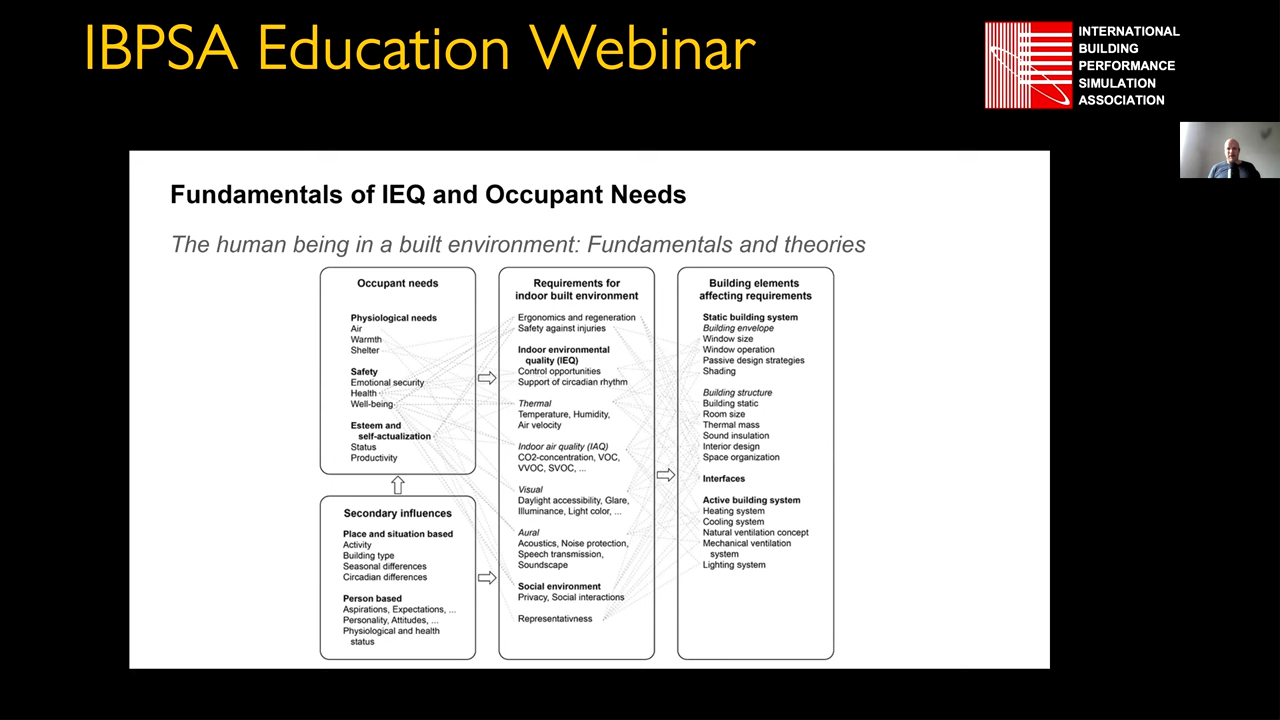 IBPSA Education Webinar
INTERNATIONAL
BUILDING
PERFORMANCE
SIMULATION
ASSOCIATION
Fundamentals of IEQ and Occupant Needs
The human being in a built environment: Fundamentals and theories
Occupant needs
Physiological needs
Air
Warmth
Shelter
Safety
Emotional security
Health
Well-being
Esteem and
self-actualization
Status
Productivity
Secondary influences
Place and situation based
Activity
Building type
Seasonal differences
Circadian differences
Person based
Aspirations, Expectations, ...
Personality, Attitudes, ...
Physiological and health
status
Requirements for
indoor built environment
Ergonomics and regeneration
Safety against injuries
Indoor environmental
quality (IEQ)
Control opportunities
Support of circadian rhythm
Thermal
Temperature, Humidity,
Air velocity
Indoor air quality (IAQ)
CO2-concentration, VOC,
VVOC, SVOC, ...
Visual
Daylight accessibility, Glare,
Illuminance, Light color, ...
Aural
Acoustics, Noise protection,
Speech transmission,
Soundscape
Social environment
Privacy, Social interactions
Representativness
Building elements
affecting requirements
Static building system
Building envelope
Window size
Window operation
Passive design strategies
Shading
Building structure
Building static
Room size
Thermal mass
Sound insulation
Interior design
Space organization
Interfaces
Active building system
Heating system
Cooling system
Natural ventilation concept
Mechanical ventilation
system
Lighting system